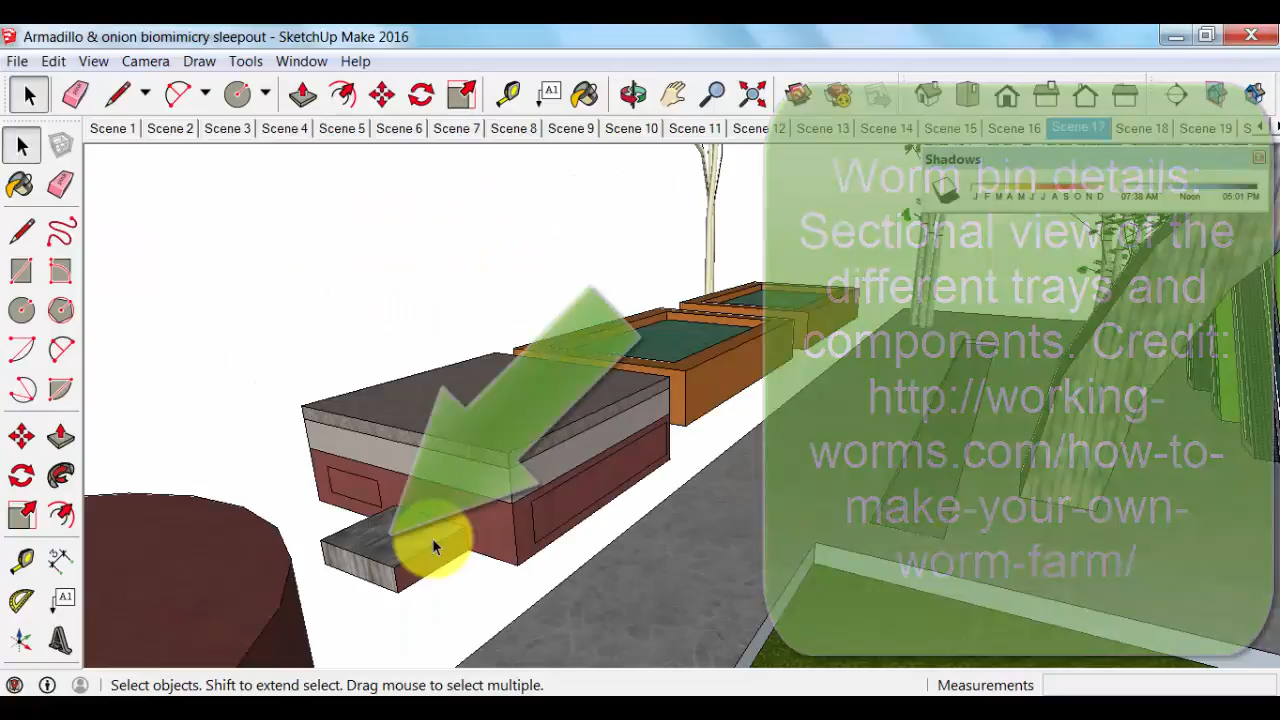 Armadillo & onion biomimicry sleepout - SketchUp Make 2016
File Edit View Camera Draw Tools Window Help
A1
Scene 1 Scene 2 Scene 3 Scene 4 Scene 5 Scene 6 Scene 7 Scene 8 Scene 9 Scene 10 Scene 11 Scene 12 Scene 13 Scene 14 Scene 15 Scene 16 Scene 17 Scene 18 Scene 19 S
Shadows
J F M A M J J A S O N D 07:38 AM Noon 05:01 PM
Worm bin details:
Sectional view of the
different trays and
components. Credit:
http://working-
worms.com/how-to-
make-your-own-
worm-farm/
A1
Select objects. Shift to extend select. Drag mouse to select multiple.
Measurements